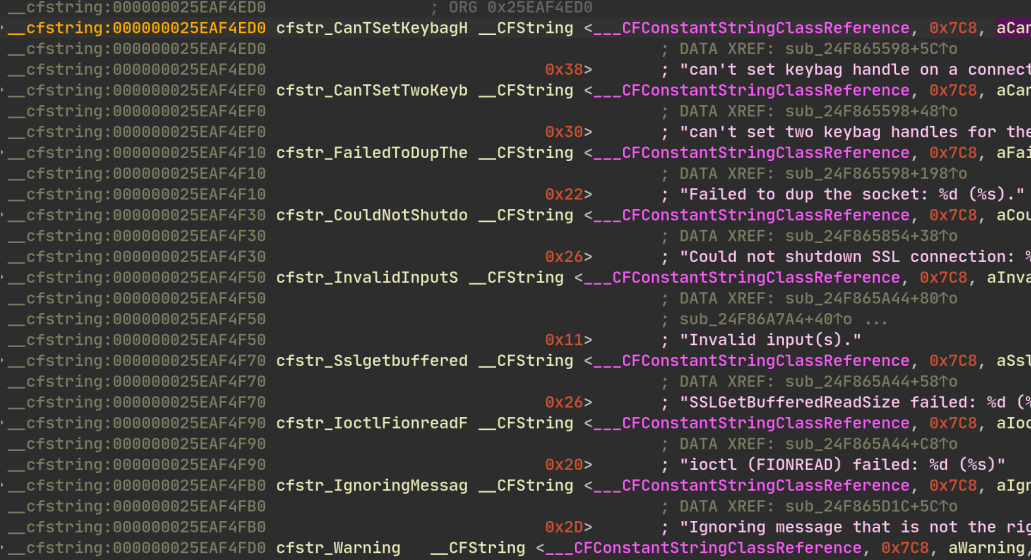 __cfstring:000000025EAF4ED0 ; ORG 0x25EAF4ED0
__cfstring:000000025EAF4ED0 cfstr_CanTSetKeybagH __CFString <___CFConstantStringClassReference, 0x7C8, aCan
__cfstring:000000025EAF4ED0 ; DATA XREF: sub_24F865598+5C↑o
__cfstring:000000025EAF4ED0 0x38> ; "can't set keybag handle on a connect
__cfstring:000000025EAF4EF0 cfstr_CanTSetTwoKeyb __CFString <___CFConstantStringClassReference, 0x7C8, aCan
__cfstring:000000025EAF4EF0 ; DATA XREF: sub_24F865598+48↑o
__cfstring:000000025EAF4EF0 0x30> ; "can't set two keybag handles for the
__cfstring:000000025EAF4F10 cfstr_FailedToDupThe __CFString <___CFConstantStringClassReference, 0x7C8, aFai
__cfstring:000000025EAF4F10 ; DATA XREF: sub_24F865598+198↑o
__cfstring:000000025EAF4F10 0x22> ; "Failed to dup the socket: %d (%s)."
__cfstring:000000025EAF4F30 cfstr_CouldNotShutdo __CFString <___CFConstantStringClassReference, 0x7C8, aCou
__cfstring:000000025EAF4F30 ; DATA XREF: sub_24F865854+38↑o
__cfstring:000000025EAF4F30 0x26> ; "Could not shutdown SSL connection: %
__cfstring:000000025EAF4F50 cfstr_InvalidInputS __CFString <___CFConstantStringClassReference, 0x7C8, aInva
__cfstring:000000025EAF4F50 ; DATA XREF: sub_24F865A44+80↑o
__cfstring:000000025EAF4F50 ; sub_24F86A7A4+40↑o ...
__cfstring:000000025EAF4F50 0x11> ; "Invalid input(s)."
__cfstring:000000025EAF4F70 cfstr_Sslgetbuffered __CFString <___CFConstantStringClassReference, 0x7C8, aSsl
__cfstring:000000025EAF4F70 ; DATA XREF: sub_24F865A44+58↑o
__cfstring:000000025EAF4F70 0x26> ; "SSLGetBufferedReadSize failed: %d (%
__cfstring:000000025EAF4F90 cfstr_IoctlFionreadF __CFString <___CFConstantStringClassReference, 0x7C8, aIoc
__cfstring:000000025EAF4F90 ; DATA XREF: sub_24F865A44+C8↑o
__cfstring:000000025EAF4F90 0x20> ; "ioctl (FIONREAD) failed: %d (%s)"
__cfstring:000000025EAF4FB0 cfstr_IgnoringMessag __CFString <___CFConstantStringClassReference, 0x7C8, aIgn
__cfstring:000000025EAF4FB0 ; DATA XREF: sub_24F865D1C+5C↑o
__cfstring:000000025EAF4FB0 0x2D> ; "Ignoring message that is not the rig
__cfstring:000000025EAF4FD0 cfstr_Warning __CFString <___CFConstantStringClassReference, 0x7C8, aWarning,